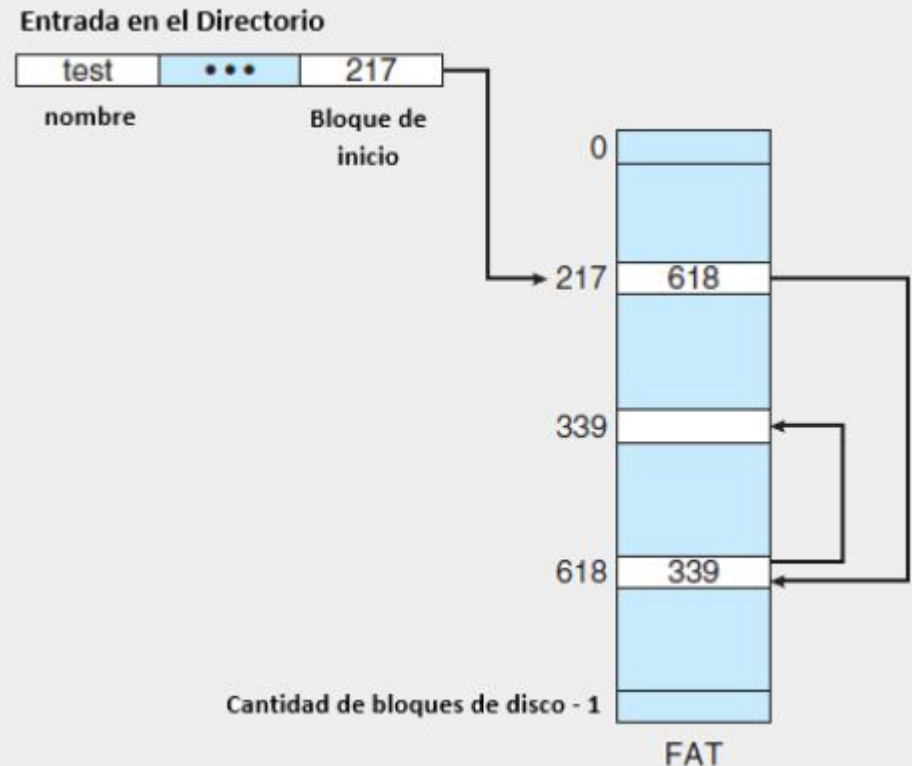 Entrada en el Directorio
test ••• 217
nombre
Bloque de
inicio
0
217 618
339
618 339
Cantidad de bloques de disco - 1
FAT